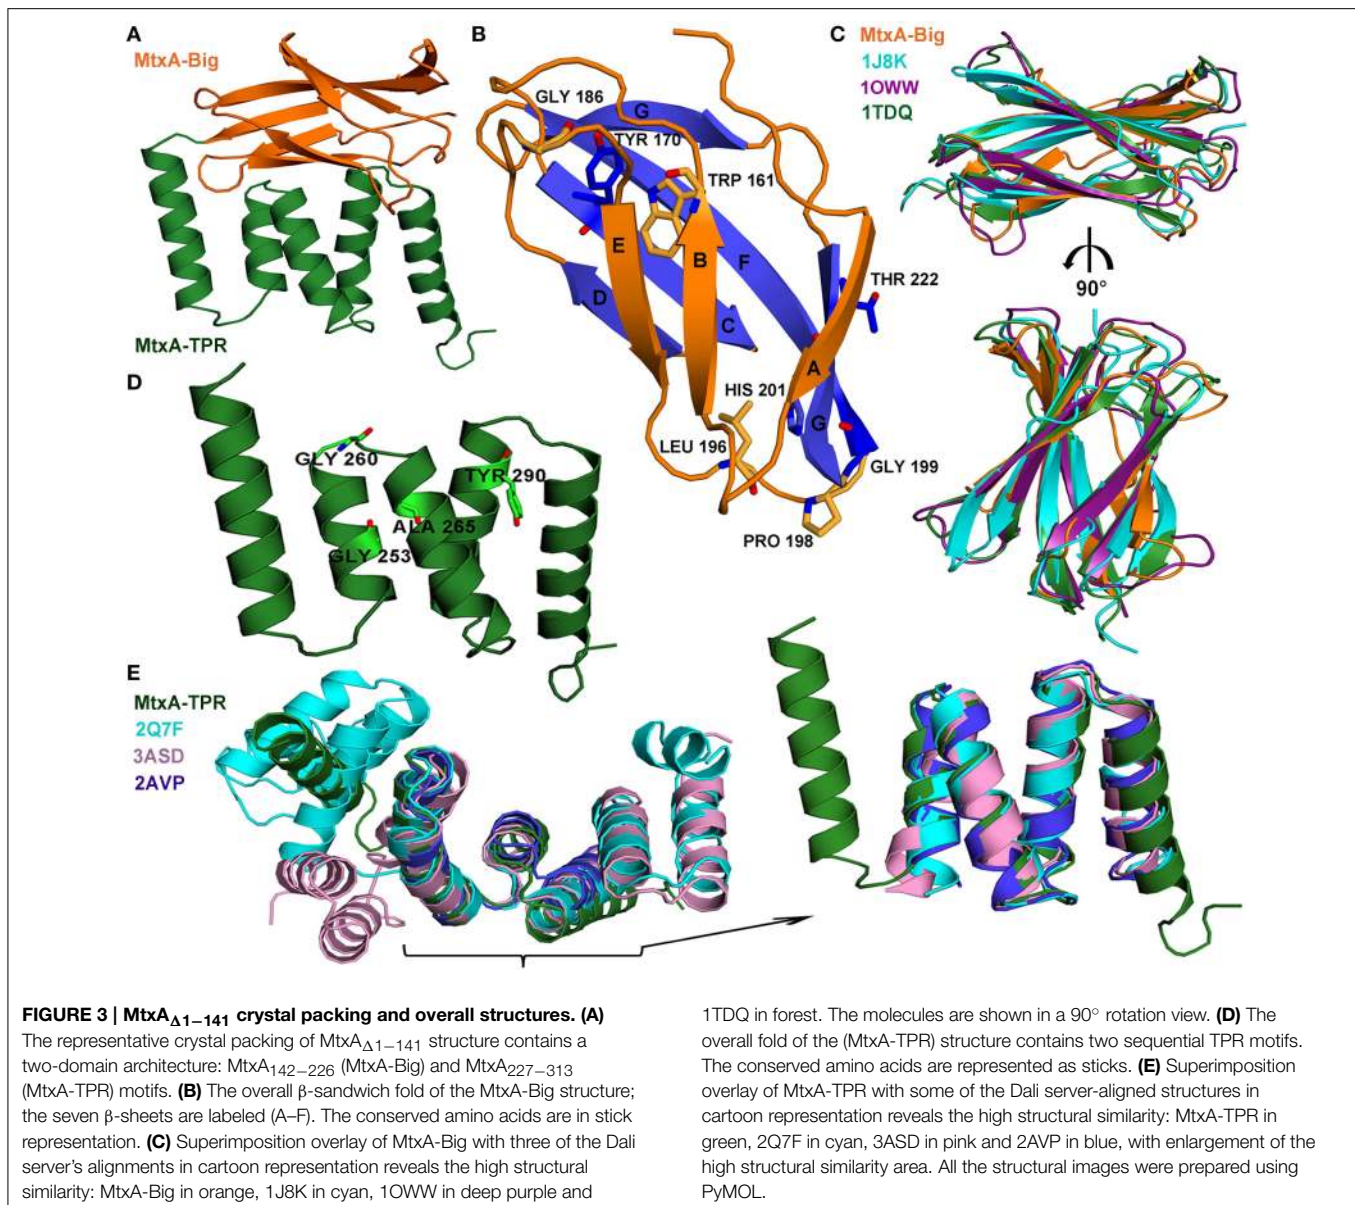 A
MtxA-Big
MtxA-TPR
B
GLY 186
G
TYR 170
TRP 161
E
B
F
D
C
THR 222
A
HIS 201
G
LEU 196
GLY 199
PRO 198
C
MtxA-Big
1J8K
1OWW
1TDQ
90°
D
GLY 260
TYR 290
ALA 265
GLY 253
E
MtxA-TPR
2Q7F
3ASD
2AVP
FIGURE 3 | MtxAΔ1−141 crystal packing and overall structures. (A)
The representative crystal packing of MtxAΔ1−141 structure contains a
two-domain architecture: MtxA142−226 (MtxA-Big) and MtxA227−313
(MtxA-TPR) motifs. (B) The overall β-sandwich fold of the MtxA-Big structure;
the seven β-sheets are labeled (A–F). The conserved amino acids are in stick
representation. (C) Superimposition overlay of MtxA-Big with three of the Dali
server's alignments in cartoon representation reveals the high structural
similarity: MtxA-Big in orange, 1J8K in cyan, 1OWW in deep purple and
1TDQ in forest. The molecules are shown in a 90° rotation view. (D) The
overall fold of the (MtxA-TPR) structure contains two sequential TPR motifs.
The conserved amino acids are represented as sticks. (E) Superimposition
overlay of MtxA-TPR with some of the Dali server-aligned structures in
cartoon representation reveals the high structural similarity: MtxA-TPR in
green, 2Q7F in cyan, 3ASD in pink and 2AVP in blue, with enlargement of the
high structural similarity area. All the structural images were prepared using
PyMOL.